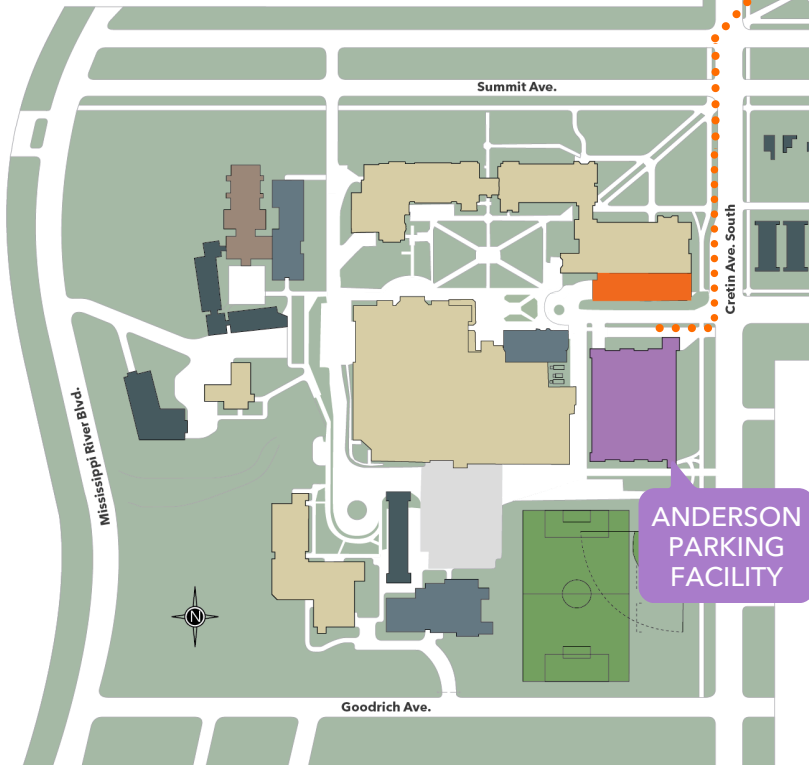 Summit Ave.
Cretin Ave. South
Mississippi River Blvd.
ANDERSON
PARKING
FACILITY
N
Goodrich Ave.